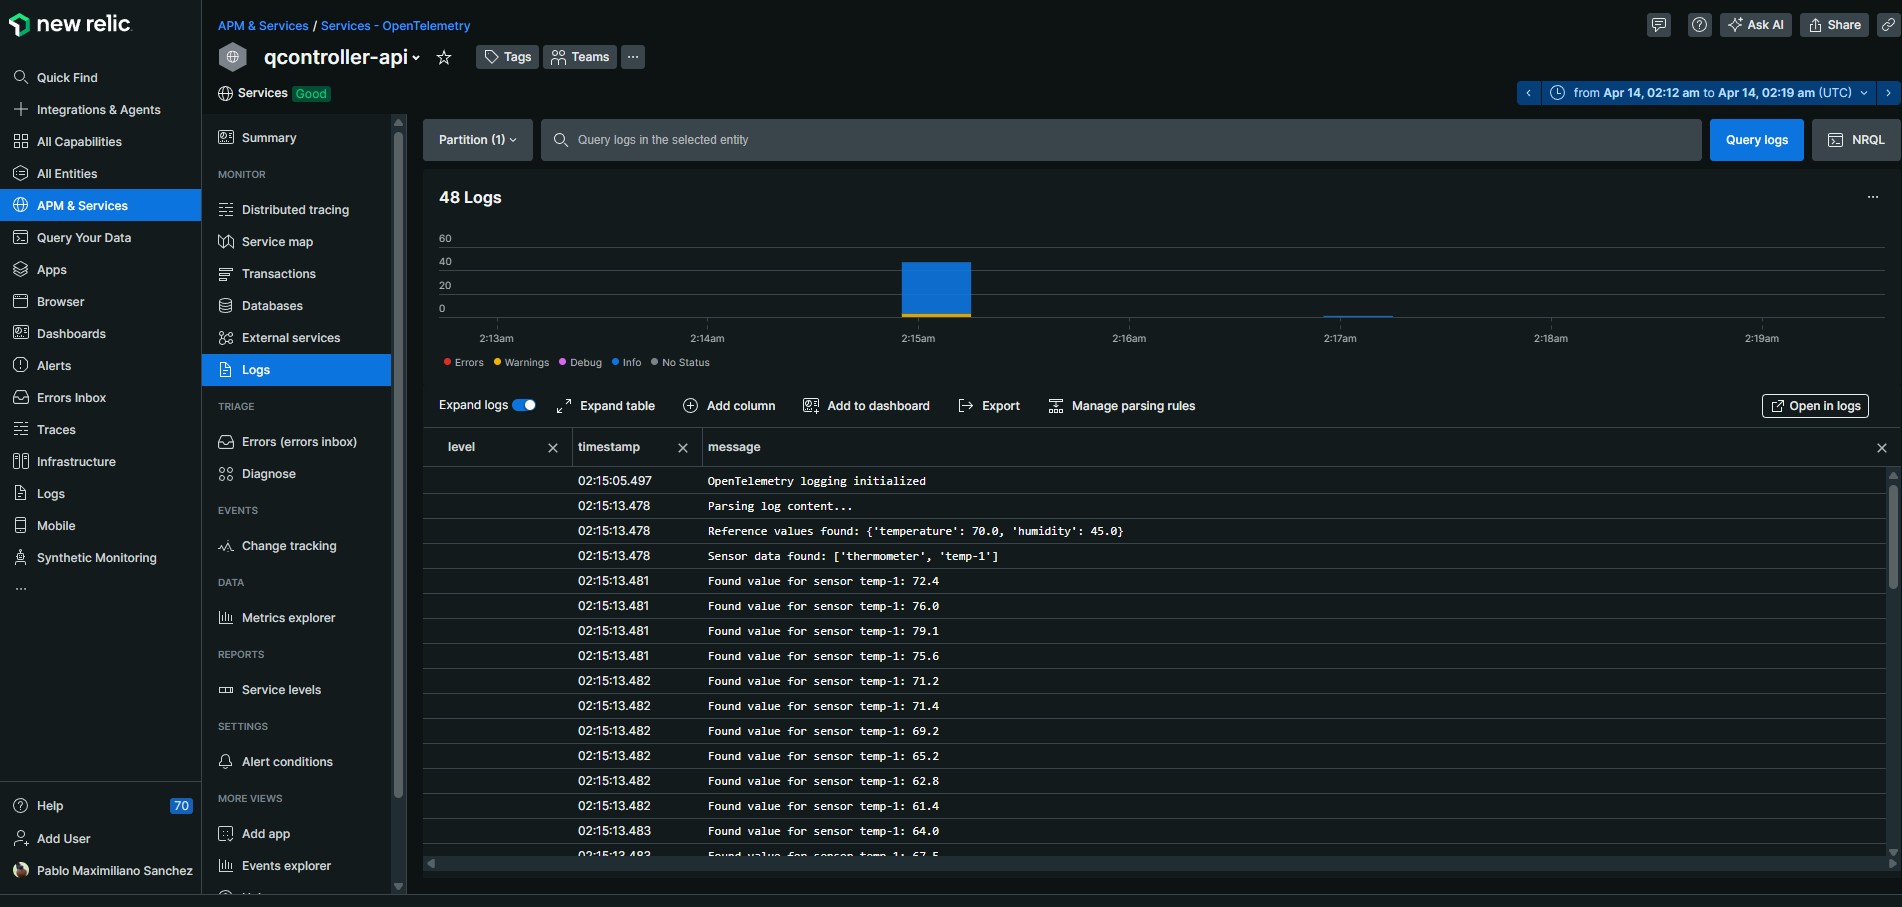 new relic
Quick Find
Integrations & Agents
All Capabilities
All Entities
APM & Services
Query Your Data
Apps
Browser
Dashboards
Alerts
Errors Inbox
Traces
Infrastructure
Logs
Mobile
Synthetic Monitoring
...
Help 70
Add User
Pablo Maximiliano Sanchez
APM & Services / Services - OpenTelemetry
qcontroller-api
Tags
Teams
...
Services Good
Ask AI
Share
from Apr 14, 02:12 am to Apr 14, 02:19 am (UTC)
Summary
MONITOR
Distributed tracing
Service map
Transactions
Databases
External services
Logs
TRIAGE
Errors (errors inbox)
Diagnose
EVENTS
Change tracking
DATA
Metrics explorer
REPORTS
Service levels
SETTINGS
Alert conditions
MORE VIEWS
Add app
Events explorer
Partition (1)
Query logs in the selected entity
Query logs
NRQL
48 Logs
...
60
40
20
0
2:13am 2:14am 2:15am 2:16am 2:17am 2:18am 2:19am
Errors Warnings Debug Info No Status
Expand logs Expand table Add column Add to dashboard Export Manage parsing rules Open in logs
level timestamp message
02:15:05.497 OpenTelemetry logging initialized
02:15:13.478 Parsing log content...
02:15:13.478 Reference values found: {'temperature': 70.0, 'humidity': 45.0}
02:15:13.478 Sensor data found: ['thermometer', 'temp-1']
02:15:13.481 Found value for sensor temp-1: 72.4
02:15:13.481 Found value for sensor temp-1: 76.0
02:15:13.481 Found value for sensor temp-1: 79.1
02:15:13.481 Found value for sensor temp-1: 75.6
02:15:13.482 Found value for sensor temp-1: 71.2
02:15:13.482 Found value for sensor temp-1: 71.4
02:15:13.482 Found value for sensor temp-1: 69.2
02:15:13.482 Found value for sensor temp-1: 65.2
02:15:13.482 Found value for sensor temp-1: 62.8
02:15:13.482 Found value for sensor temp-1: 61.4
02:15:13.483 Found value for sensor temp-1: 64.0
02:15:13.483 Found value for sensor temp-1: 67.5